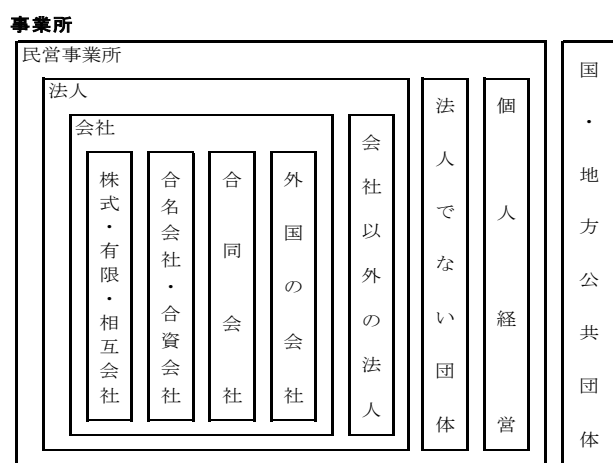 事業所
民営事業所
法人
会社
株式・有限・相互会社
合名会社・合資会社
合同会社
外国の会社
会社以外の法人
法人でない団体
個人経営
国・地方公共団体